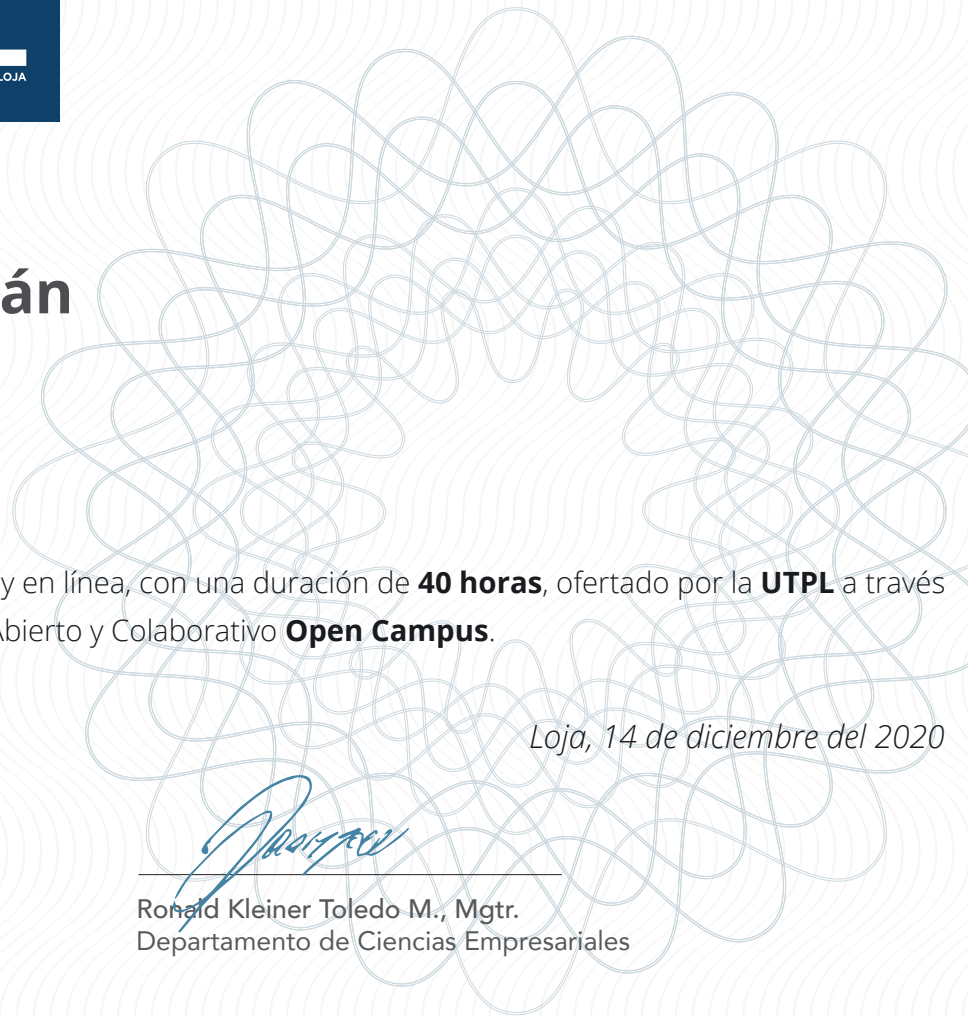 LOJA
án
y en línea, con una duración de 40 horas, ofertado por la UTPL a través
Abierto y Colaborativo Open Campus.
Loja, 14 de diciembre del 2020
Ronald Kleiner Toledo M., Mgtr.
Departamento de Ciencias Empresariales